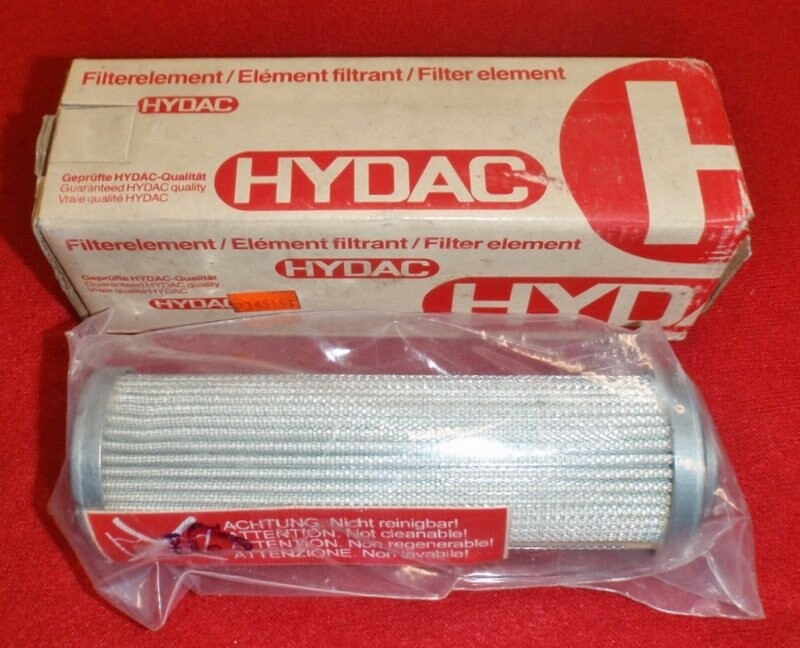 Filterelement / Elément filtrant / Filter element
HYDAC
Geprüfte HYDAC-Qualität
Guaranteed HYDAC quality
Vraie qualité HYDAC
HYDAC
H
Filterelement / Elément filtrant / Filter element
HYDAC
Geprüfte HYDAC-Qualität
Guaranteed HYDAC quality
Vraie qualité HYDAC
HYDAC
HYDA
ACHTUNG. Nicht reinigbar!
ATTENTION. Not cleanable!
ATTENTION. Non regenerable!
ATTENZIONE. Non lavabile!